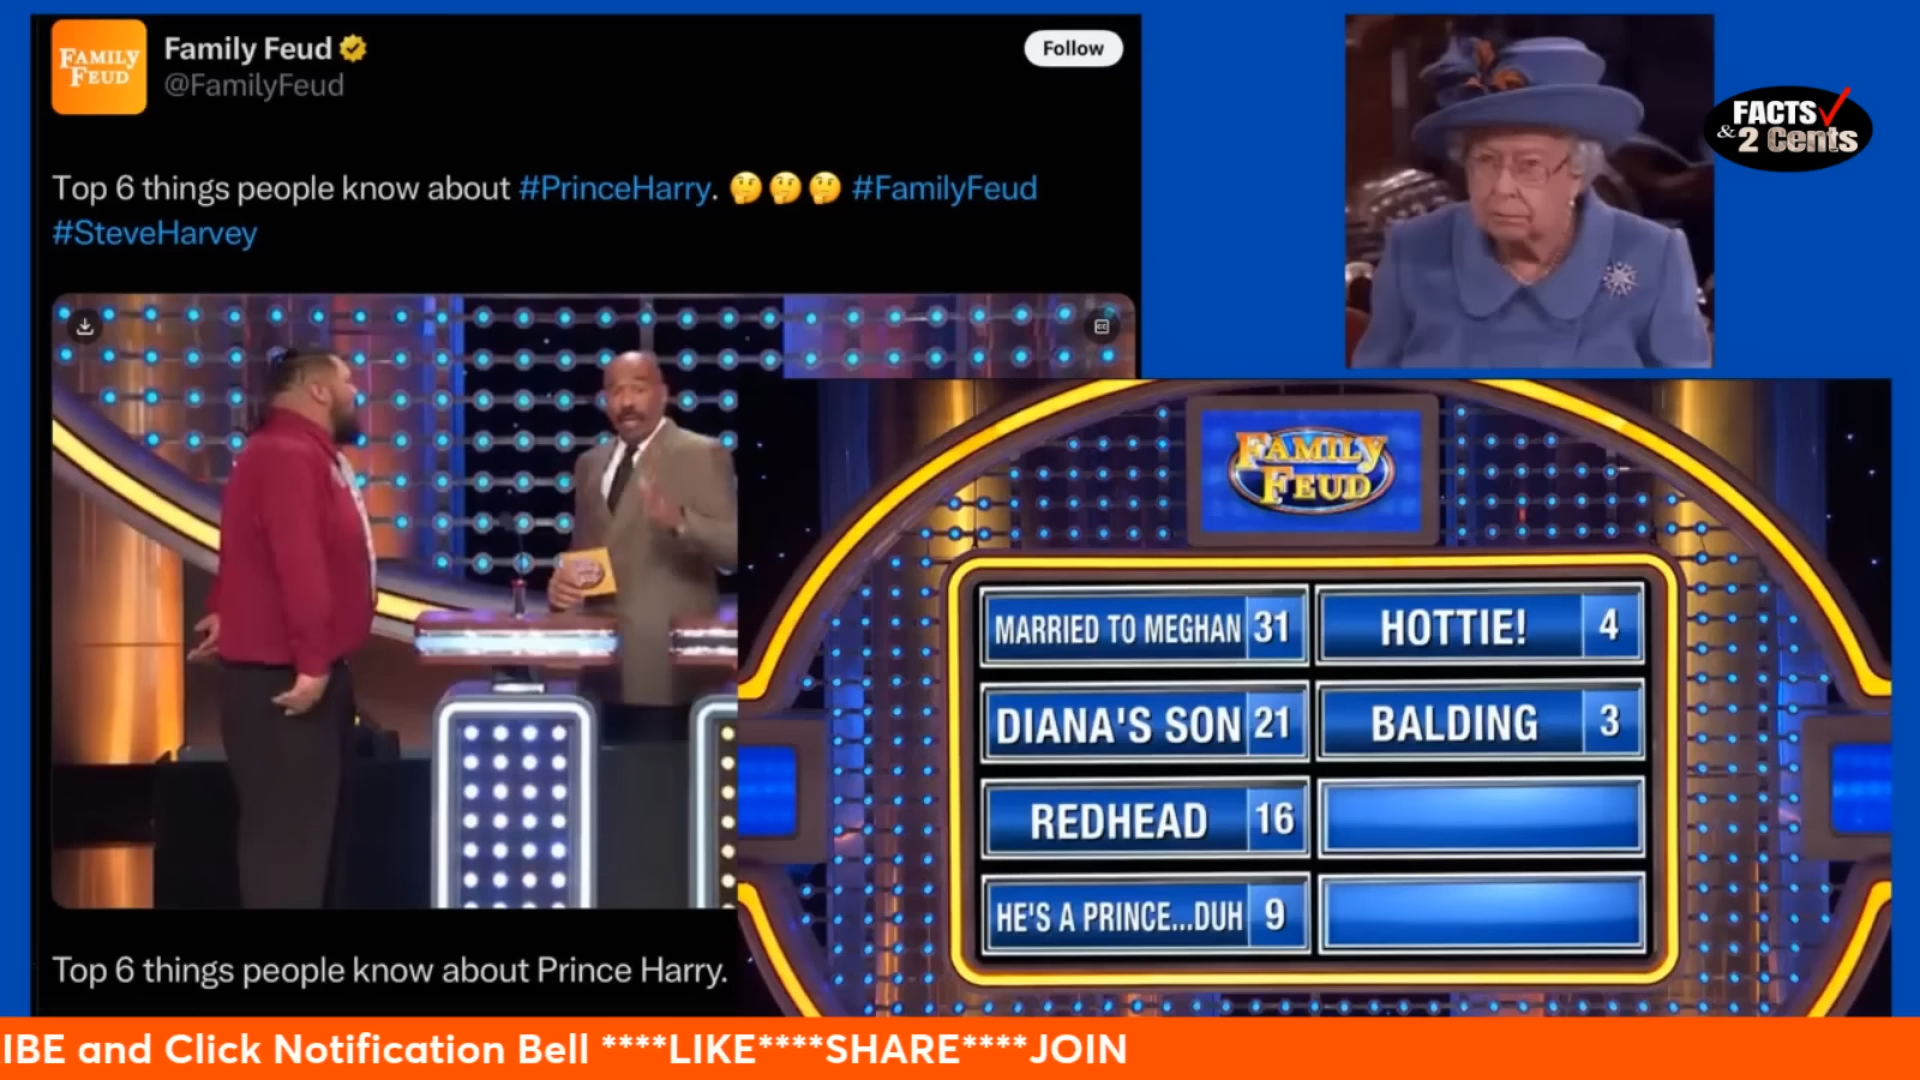 FAMILY
FEUD
Family Feud
@FamilyFeud
Follow
Top 6 things people know about #PrinceHarry. 🤔🤔🤔 #FamilyFeud
#SteveHarvey
FACTS
& 2 Cents
FAMILY
FEUD
MARRIED TO MEGHAN 31
HOTTIE! 4
DIANA'S SON 21
BALDING 3
REDHEAD 16
HE'S A PRINCE...DUH 9
Top 6 things people know about Prince Harry.
IBE and Click Notification Bell ****LIKE****SHARE****JOIN